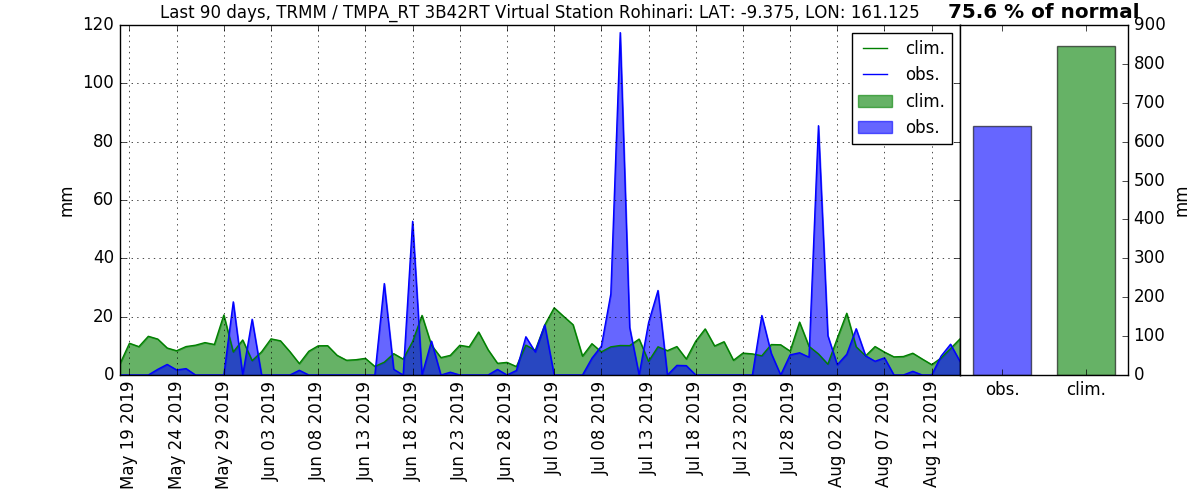 Last 90 days, TRMM / TMPA_RT 3B42RT Virtual Station Rohinari: LAT: -9.375, LON: 161.125
75.6 % of normal
120
100
80
60
40
20
0
mm
clim.
obs.
clim.
obs.
900
800
700
600
500
400
300
200
100
0
mm
May 19 2019
May 24 2019
May 29 2019
Jun 03 2019
Jun 08 2019
Jun 13 2019
Jun 18 2019
Jun 23 2019
Jun 28 2019
Jul 03 2019
Jul 08 2019
Jul 13 2019
Jul 18 2019
Jul 23 2019
Jul 28 2019
Aug 02 2019
Aug 07 2019
Aug 12 2019
obs.
clim.